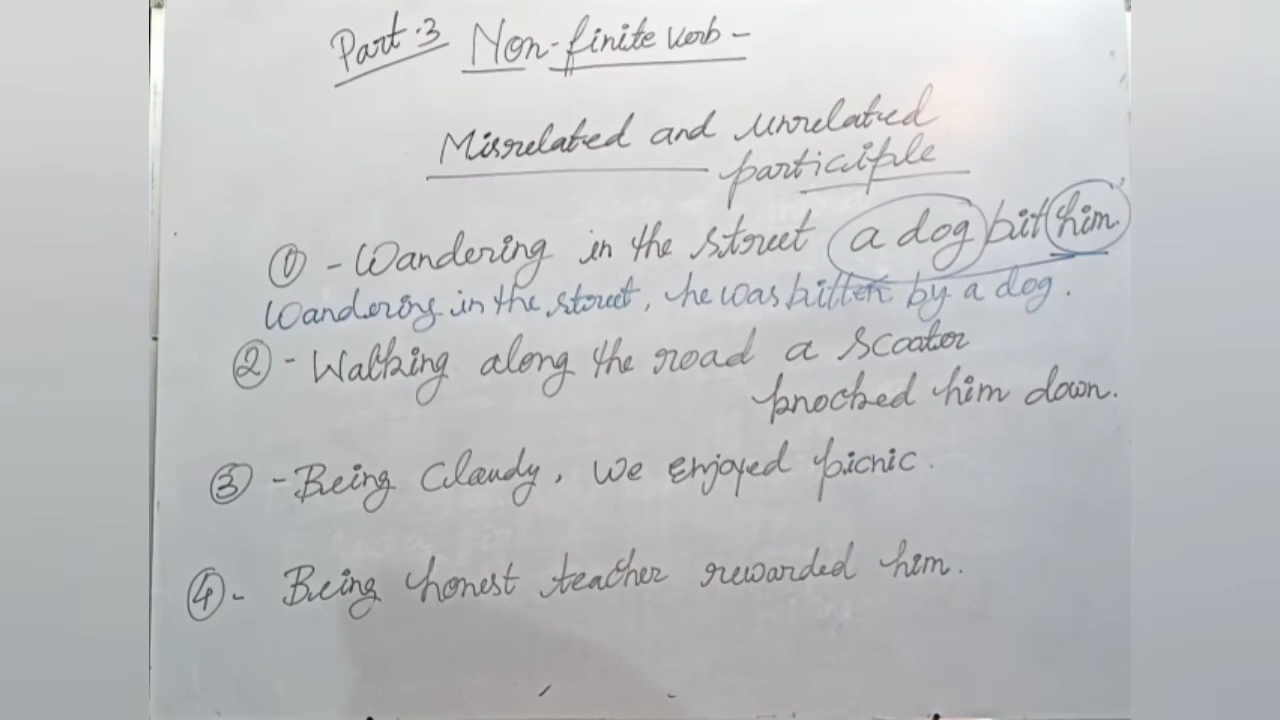 Part·3 Non-finite verb -
Misrelated and unrelated
participle
① - Wandering in the street a dog bit him.
Wandering in the street, he was bitten by a dog.
② - Walking along the road a scooter
knocked him down.
③ - Being Cloudy, we enjoyed picnic.
④ - Being honest teacher rewarded him.